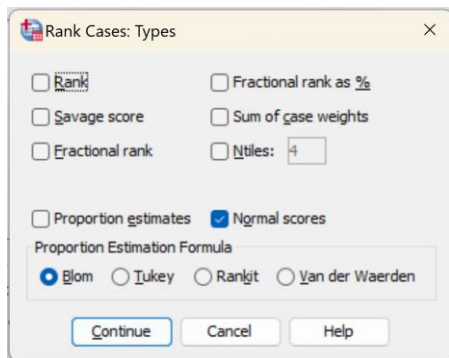 Rank Cases: Types
Rank
Fractional rank as %
Savage score
Sum of case weights
Fractional rank
Ntiles: 4
Proportion estimates
Normal scores
Proportion Estimation Formula
Blom Tukey Rankit Van der Waerden
Continue Cancel Help